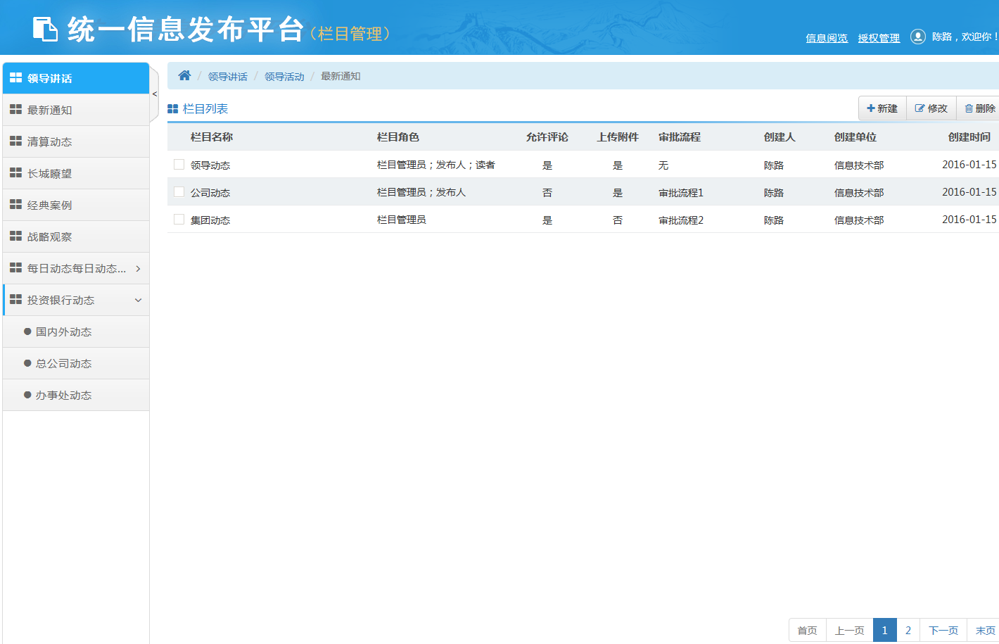 统一信息发布平台（栏目管理）
信息阅览 授权管理 陈路，欢迎你！
领导讲话
最新通知
清算动态
长城瞭望
经典案例
战略观察
每日动态每日动态...
投资银行动态
国内外动态
总公司动态
办事处动态
<
/ 领导讲话 / 领导活动 / 最新通知
栏目列表
新建 修改 删除
栏目名称 栏目角色 允许评论 上传附件 审批流程 创建人 创建单位 创建时间
领导动态 栏目管理员；发布人；读者 是 是 无 陈路 信息技术部 2016-01-15
公司动态 栏目管理员；发布人 否 是 审批流程1 陈路 信息技术部 2016-01-15
集团动态 栏目管理员 是 否 审批流程2 陈路 信息技术部 2016-01-15
首页 上一页 1 2 下一页 末页